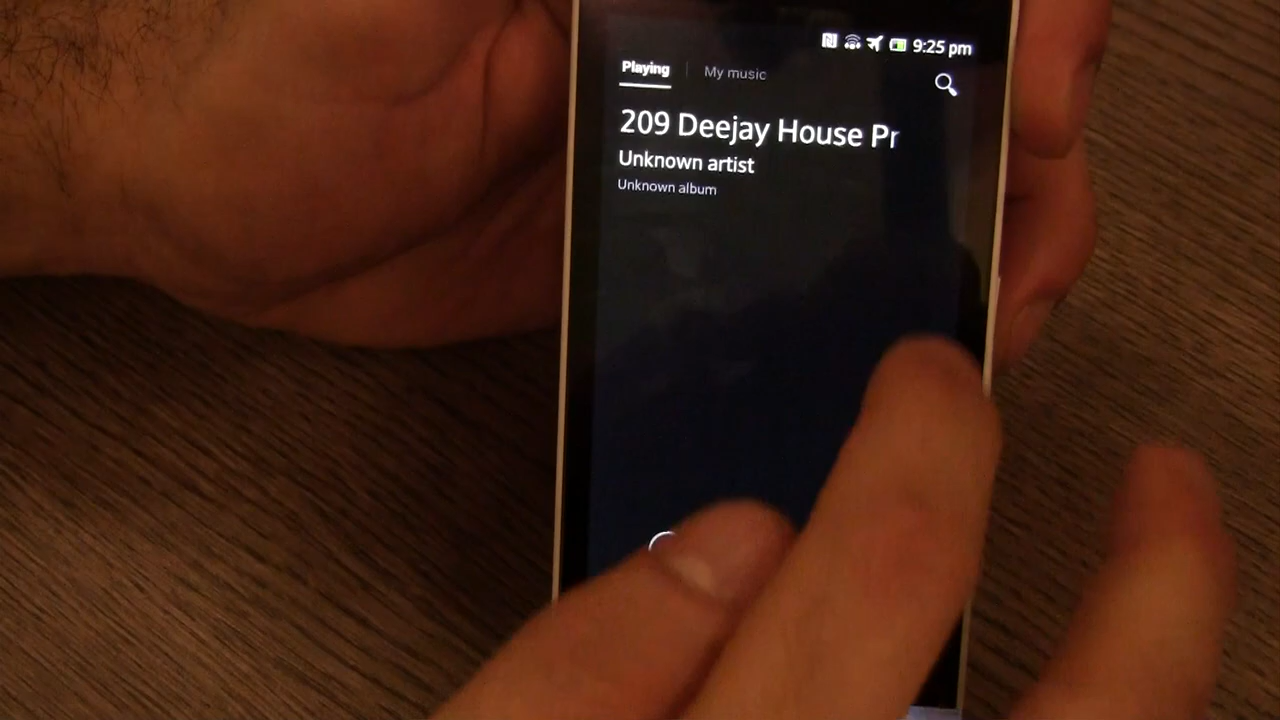 9:25 pm
Playing | My music
209 Deejay House Pr
Unknown artist
Unknown album